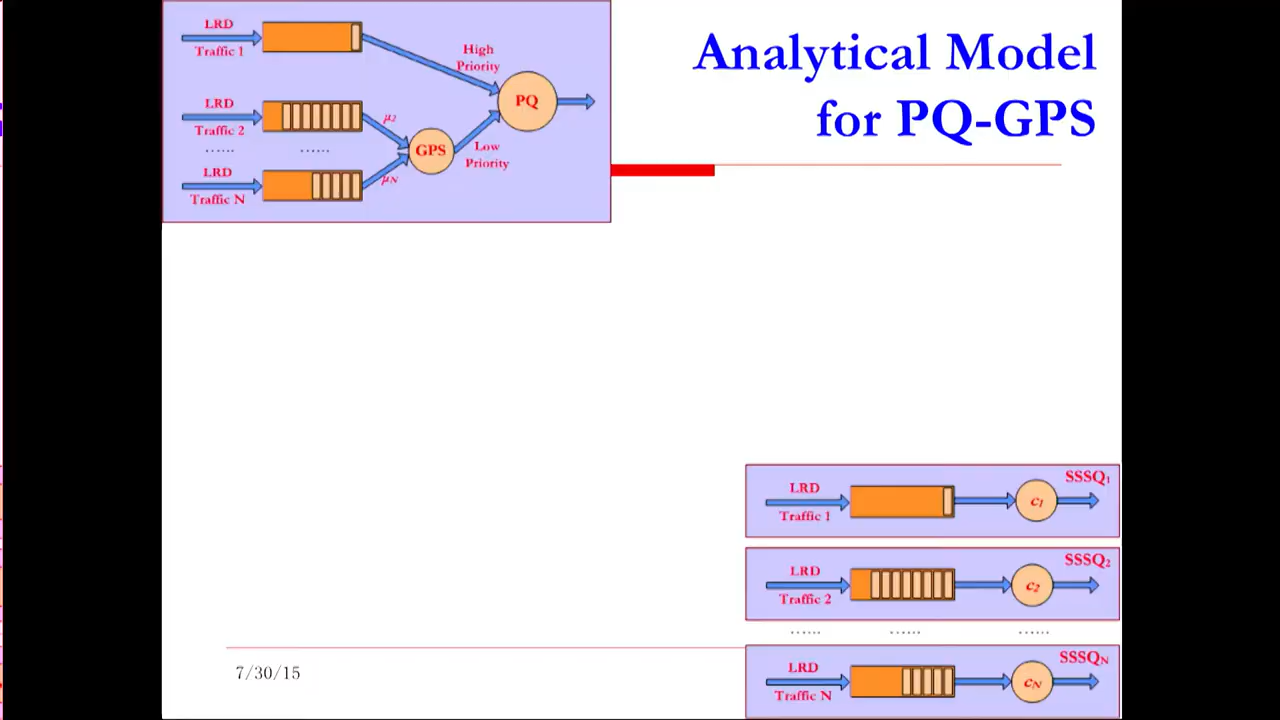 LRD
Traffic 1
High
Priority
PQ
LRD
Traffic 2
μ2
......
......
GPS
Low
Priority
LRD
Traffic N
μN
Analytical Model
for PQ-GPS
LRD
Traffic 1
c1
SSSQ1
LRD
Traffic 2
c2
SSSQ2
......
......
......
LRD
Traffic N
cN
SSSQN
7/30/15